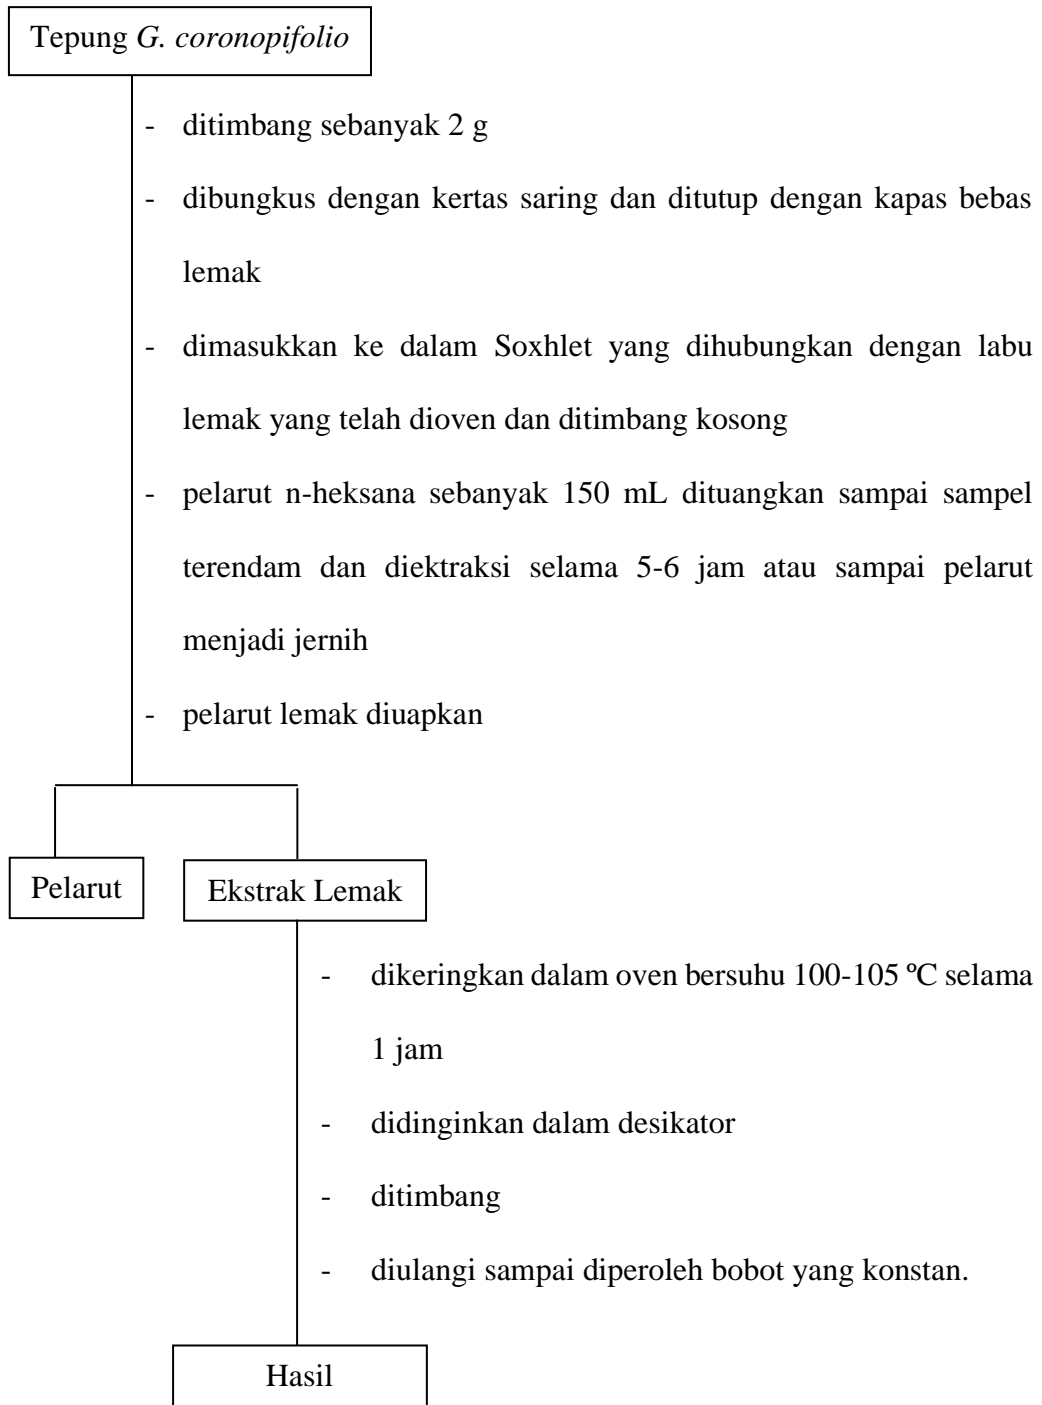 Tepung G. coronopifolio
- ditimbang sebanyak 2 g
- dibungkus dengan kertas saring dan ditutup dengan kapas bebas
lemak
- dimasukkan ke dalam Soxhlet yang dihubungkan dengan labu
lemak yang telah dioven dan ditimbang kosong
- pelarut n-heksana sebanyak 150 mL dituangkan sampai sampel
terendam dan diektraksi selama 5-6 jam atau sampai pelarut
menjadi jernih
- pelarut lemak diuapkan
Pelarut
Ekstrak Lemak
- dikeringkan dalam oven bersuhu 100-105 ºC selama
1 jam
- didinginkan dalam desikator
- ditimbang
- diulangi sampai diperoleh bobot yang konstan.
Hasil